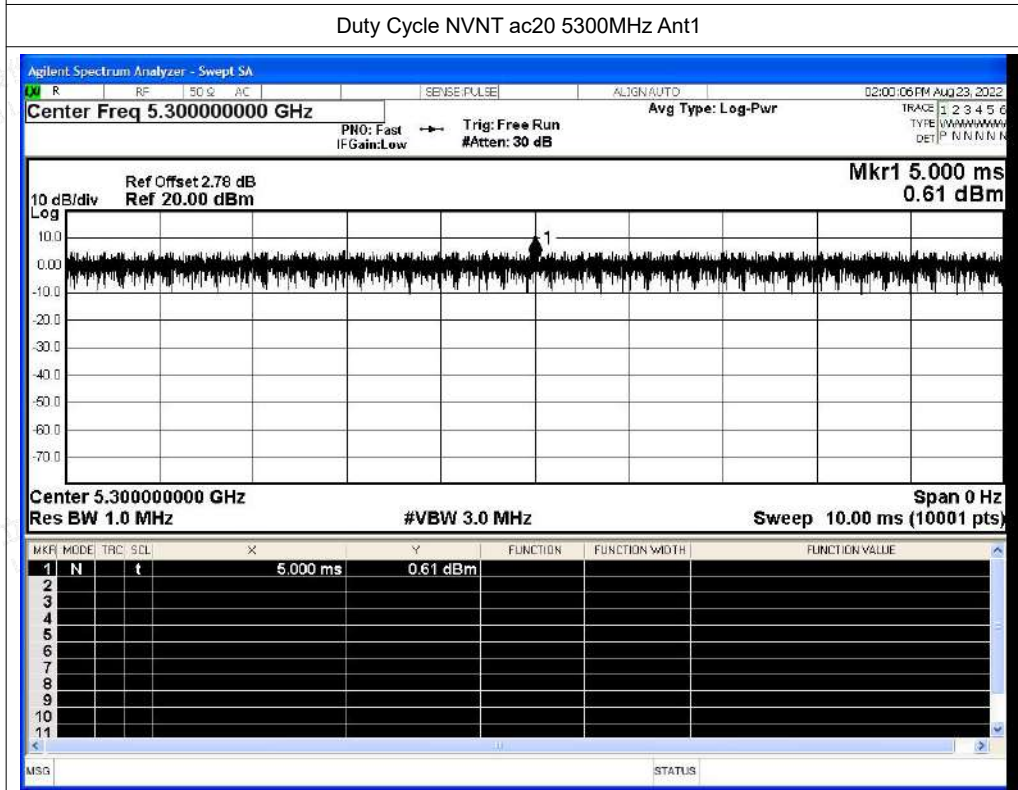 Duty Cycle NVNT ac20 5300MHz Ant1
Agilent Spectrum Analyzer - Swept SA
R RF 50 Ω AC SENSE:PULSE ALIGN AUTO 02:00:06 PM Aug 23, 2022
Center Freq 5.300000000 GHz Avg Type: Log-Pwr TRACE 1 2 3 4 5 6
PNO: Fast Trig: Free Run TYPE
IFGain:Low #Atten: 30 dB DET P N N N N N
Mkr1 5.000 ms
Ref Offset 2.78 dB
10 dB/div Ref 20.00 dBm 0.61 dBm
Log
10.0
1
0.00
-10.0
-20.0
-30.0
-40.0
-50.0
-60.0
-70.0
Center 5.300000000 GHz Span 0 Hz
Res BW 1.0 MHz #VBW 3.0 MHz Sweep 10.00 ms (10001 pts)
MKR MODE TRC SCL X Y FUNCTION FUNCTION WIDTH FUNCTION VALUE
1 N t 5.000 ms 0.61 dBm
2
3
4
5
6
7
8
9
10
11
MSG STATUS